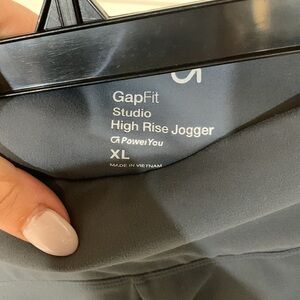 GapFit
Studio
High Rise Jogger
PowerYou
XL
MADE IN VIETNAM